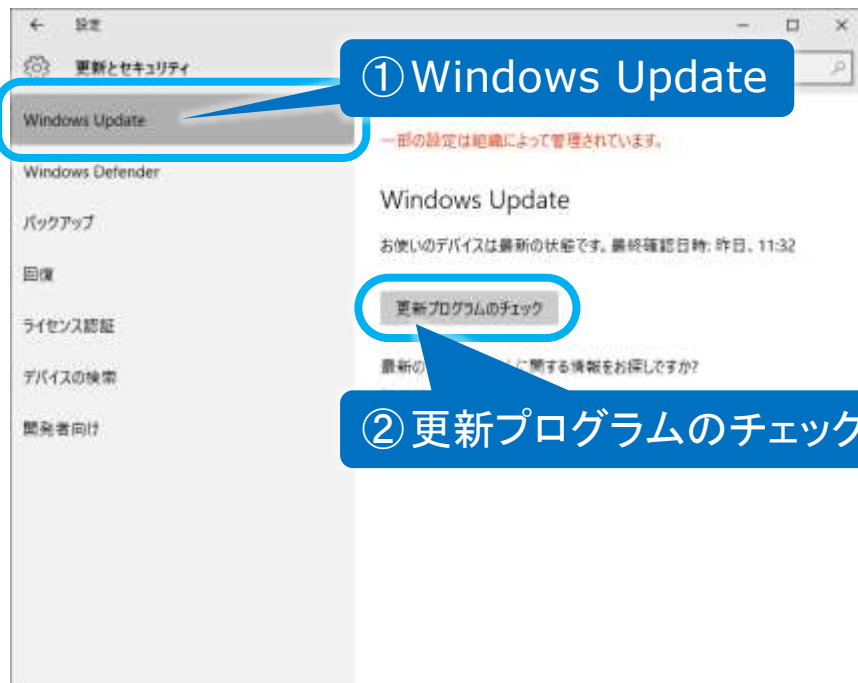 ← 設定
更新とセキュリティ
①Windows Update
Windows Update
一部の設定は組織によって管理されています。
Windows Defender
Windows Update
バックアップ
お使いのデバイスは最新の状態です。最終確認日時: 昨日、11:32
回復
更新プログラムのチェック
ライセンス認証
最新の
に関する情報をお探しですか?
デバイスの検索
②更新プログラムのチェック
開発者向け